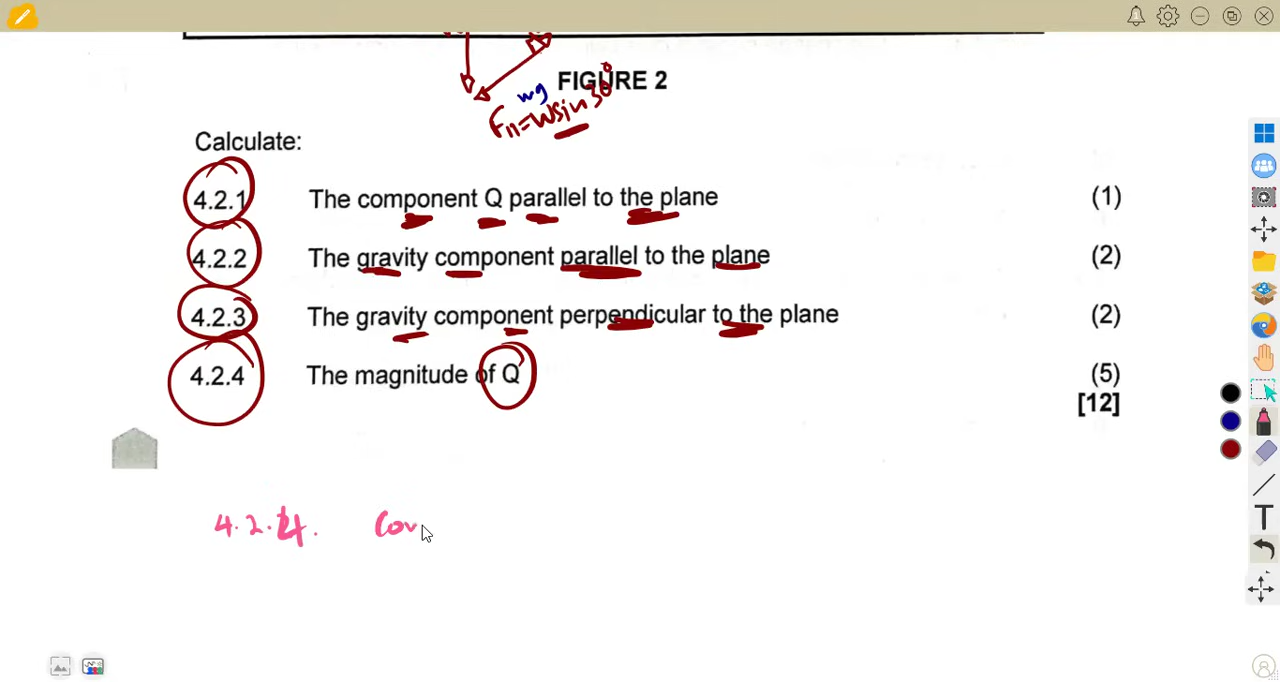 FIGURE 2
wg
F11=Wsin30°
Calculate:
4.2.1 The component Q parallel to the plane (1)
4.2.2 The gravity component parallel to the plane (2)
4.2.3 The gravity component perpendicular to the plane (2)
4.2.4 The magnitude of Q (5)
[12]
4.2.4. Cov
T